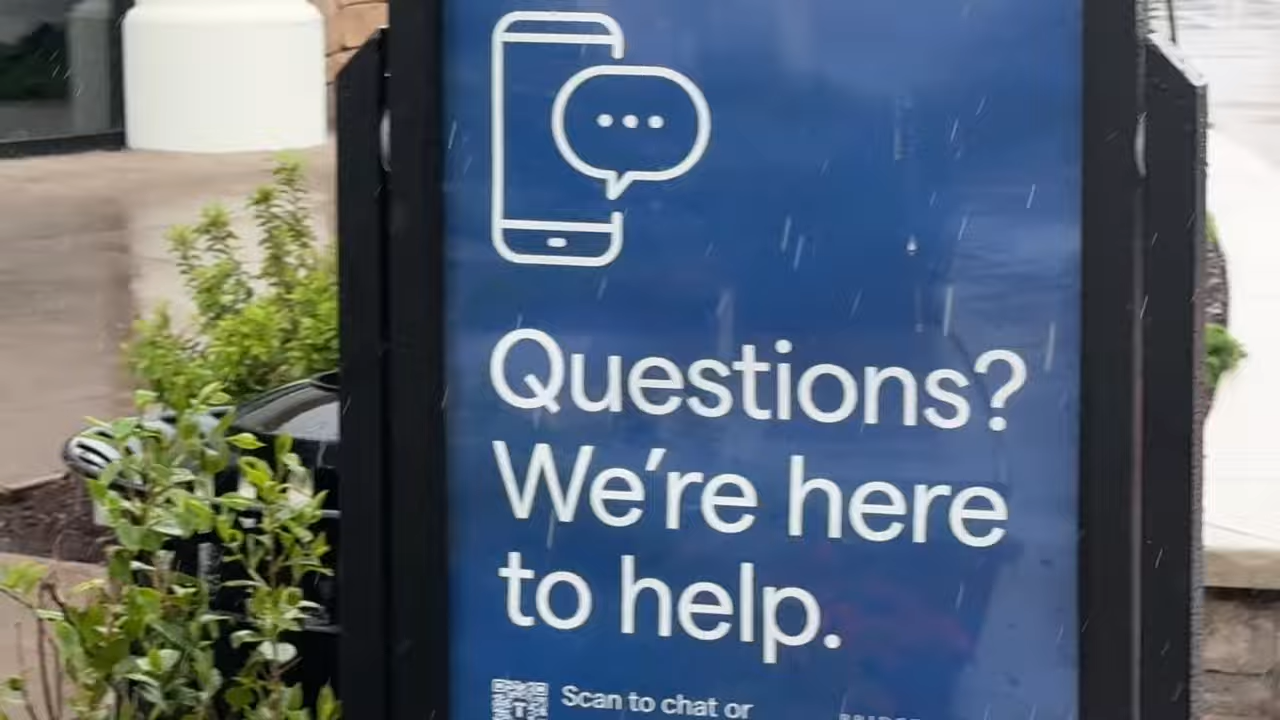 Questions?
We're here
to help.
Scan to chat or